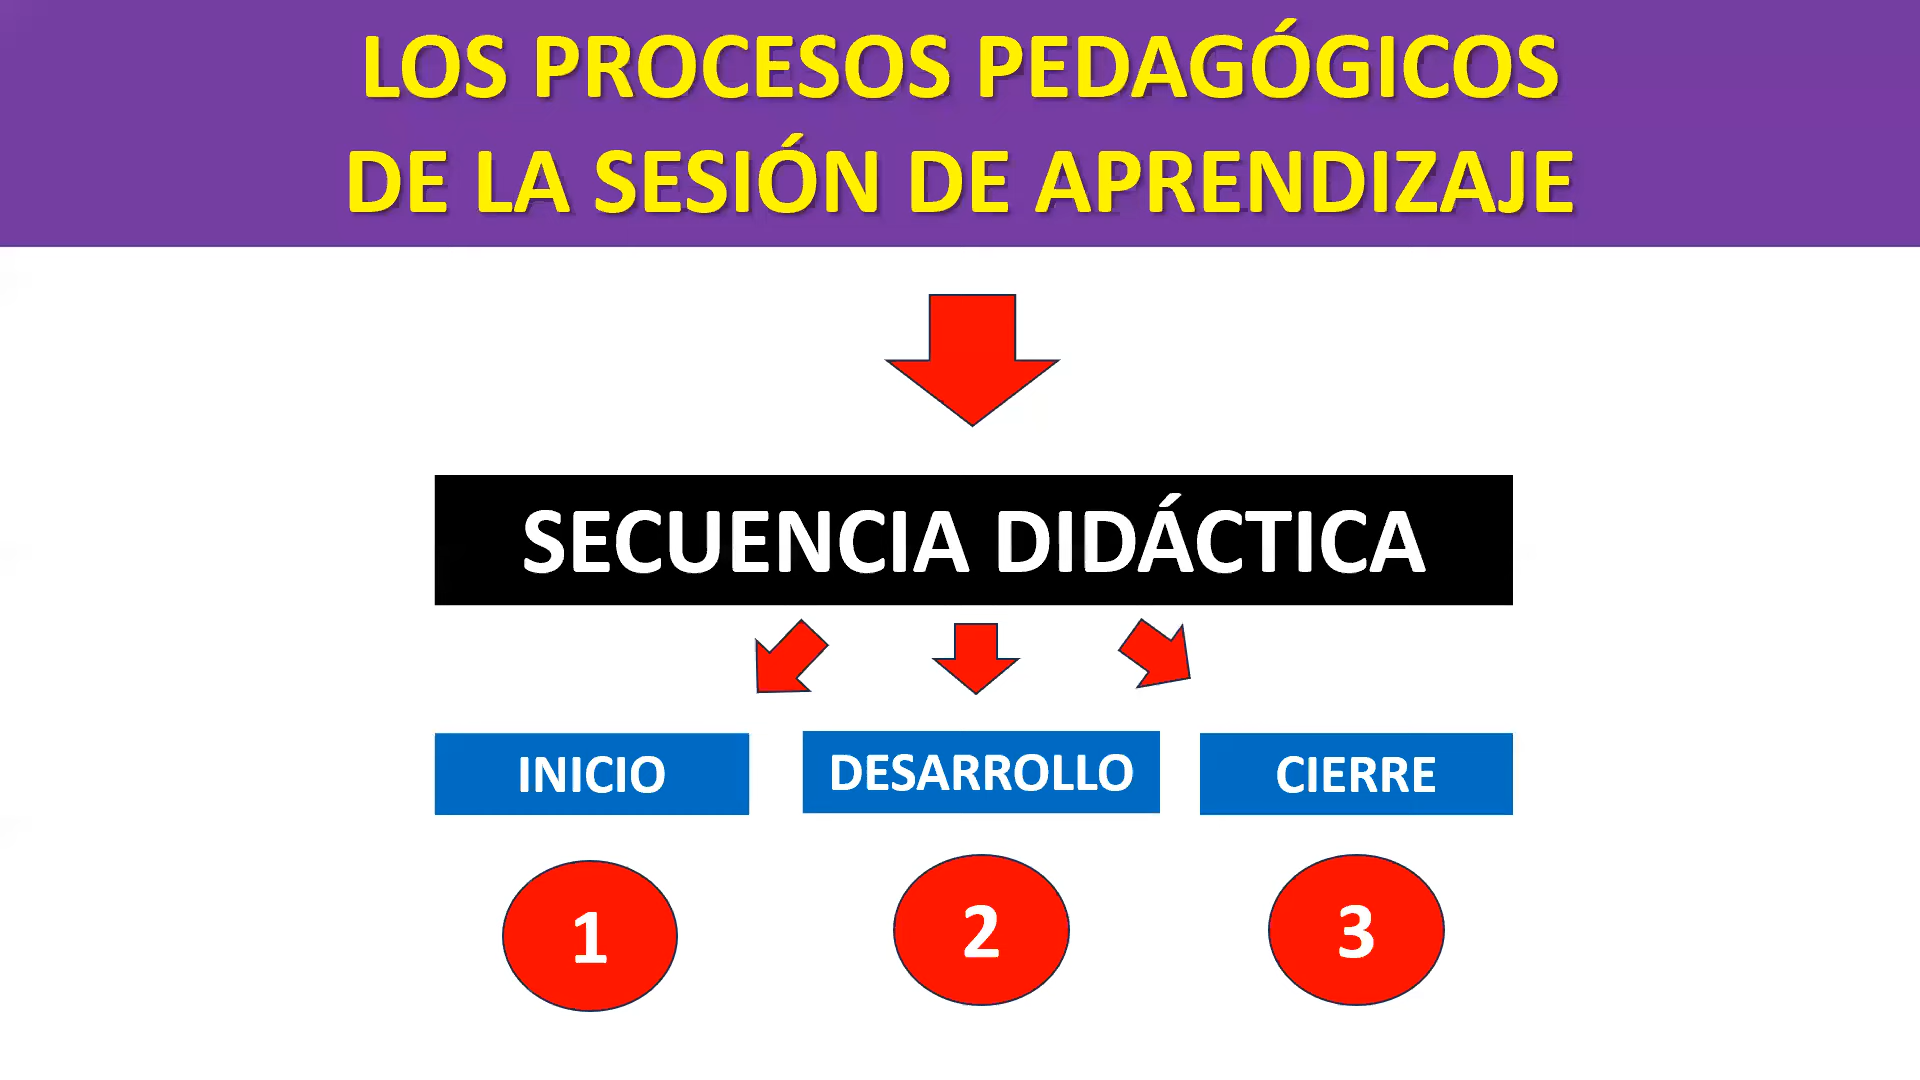 LOS PROCESOS PEDAGÓGICOS
DE LA SESIÓN DE APRENDIZAJE
SECUENCIA DIDÁCTICA
INICIO
DESARROLLO
CIERRE
1
2
3